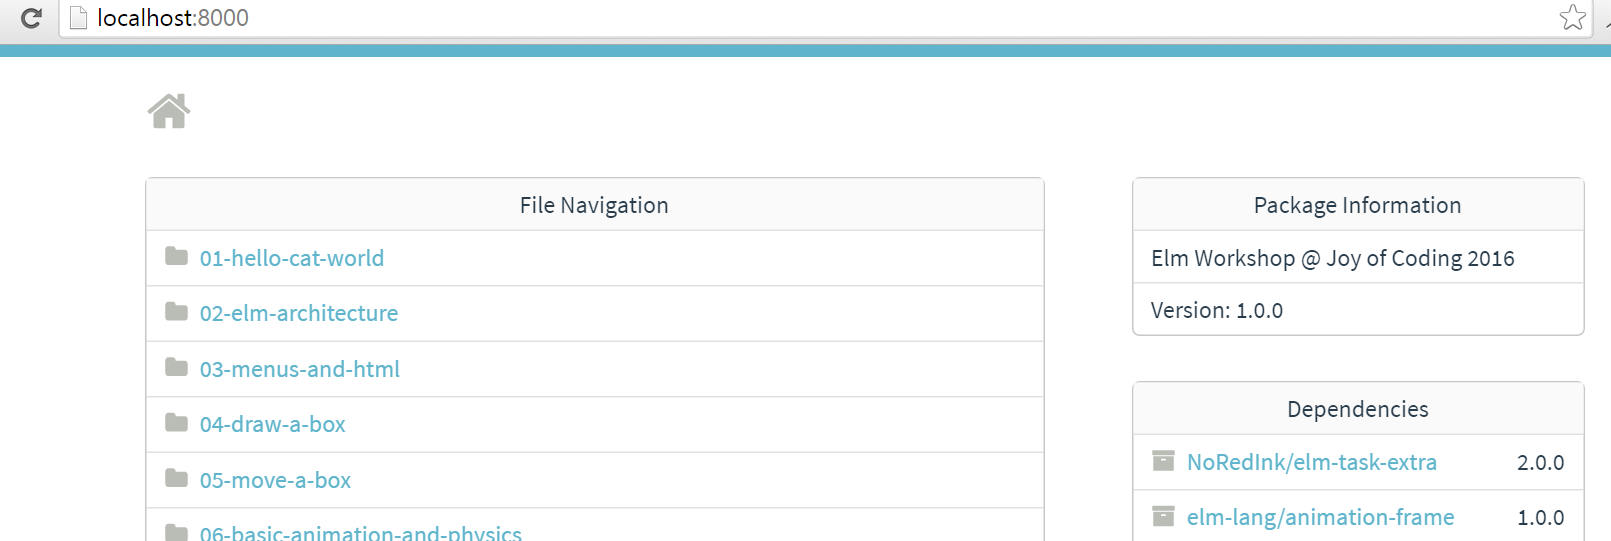 localhost:8000
File Navigation
01-hello-cat-world
02-elm-architecture
03-menus-and-html
04-draw-a-box
05-move-a-box
06-basic-animation-and-physics
Package Information
Elm Workshop @ Joy of Coding 2016
Version: 1.0.0
Dependencies
NoRedInk/elm-task-extra 2.0.0
elm-lang/animation-frame 1.0.0